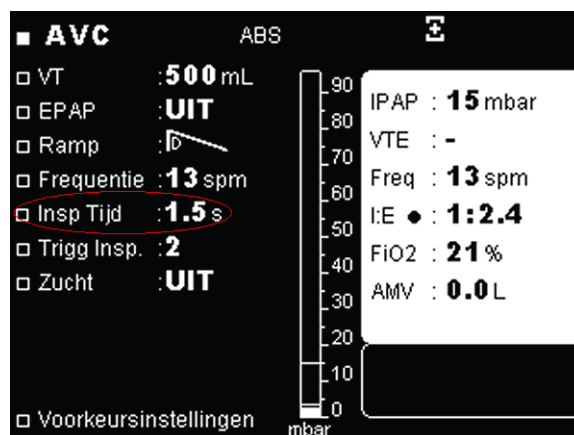 AVC ABS
VT :500 mL
EPAP :UIT
Ramp :
Frequentie :13 spm
Insp Tijd :1.5 s
Trigg Insp. :2
Zucht :UIT
Voorkeursinstellingen
90
80
70
60
50
40
30
20
10
0
mbar
IPAP : 15 mbar
VTE : -
Freq : 13 spm
I:E : 1:2.4
FiO2 : 21 %
AMV : 0.0 L